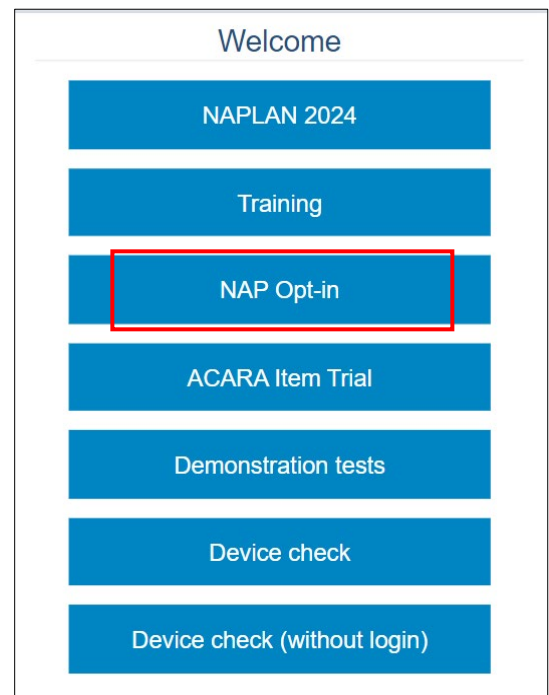 Welcome
NAPLAN 2024
Training
NAP Opt-in
ACARA Item Trial
Demonstration tests
Device check
Device check (without login)